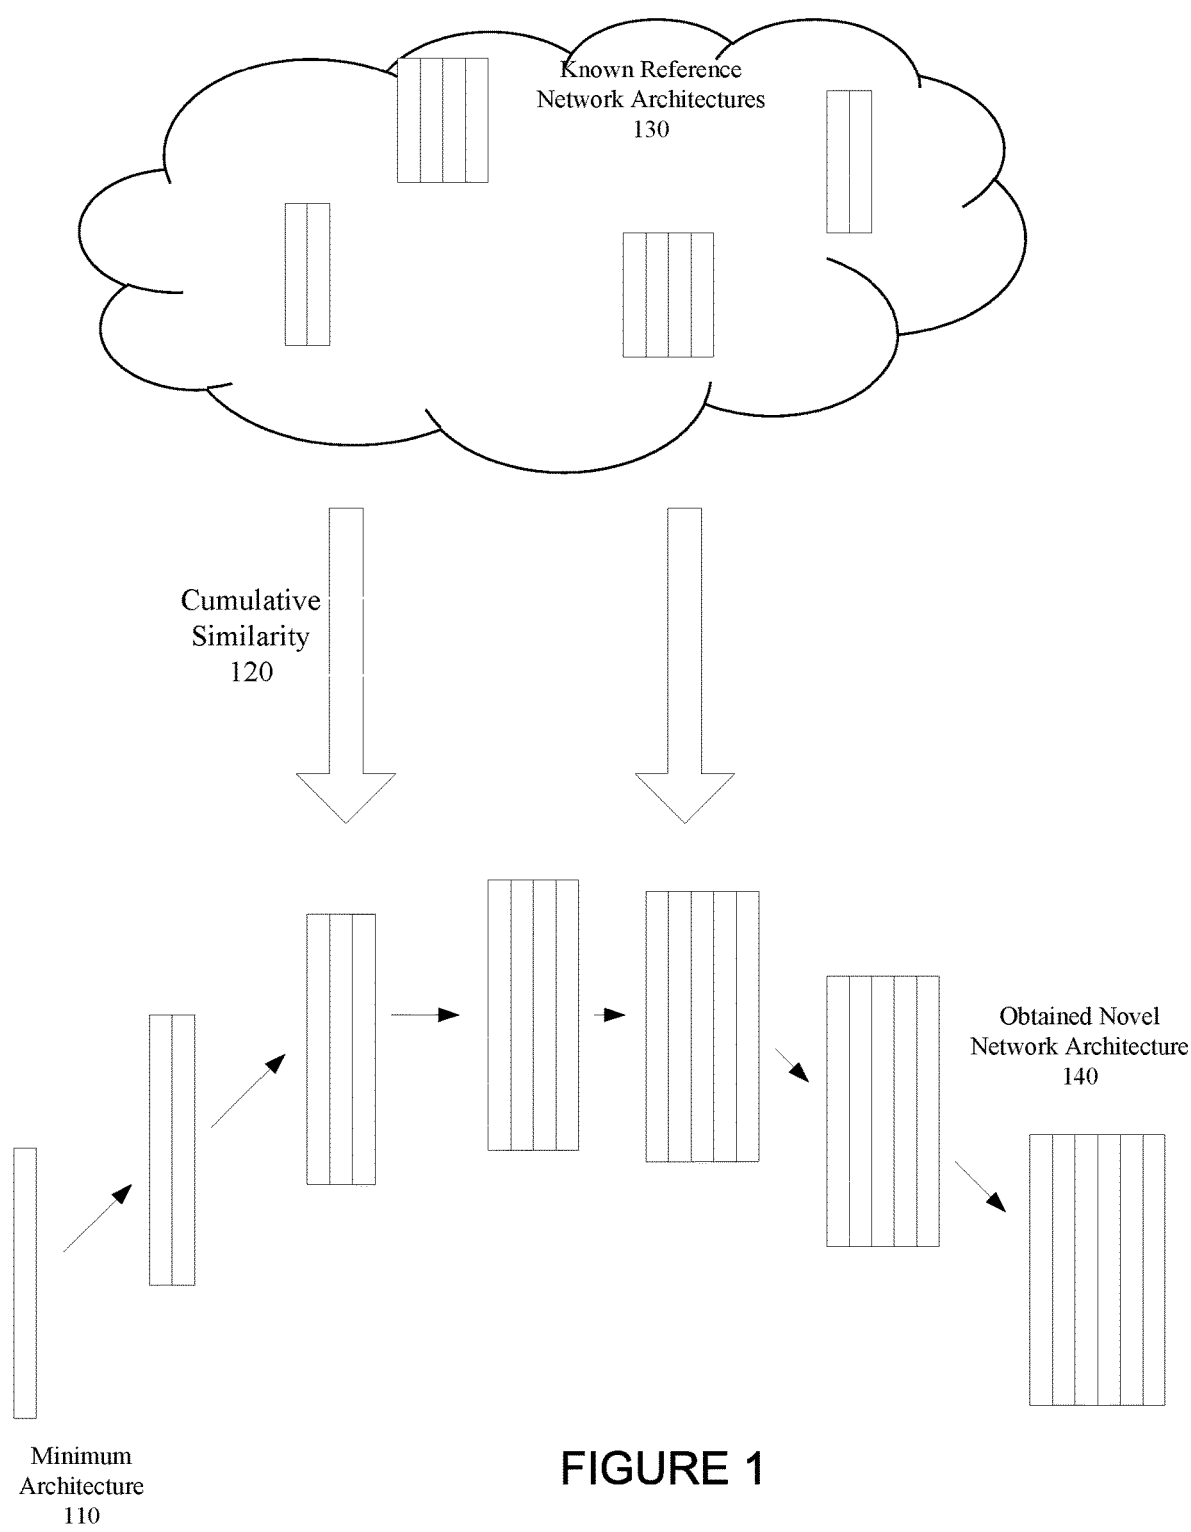 Known Reference
Network Architectures
130
Cumulative
Similarity
120
Obtained Novel
Network Architecture
140
Minimum
Architecture
110
FIGURE 1